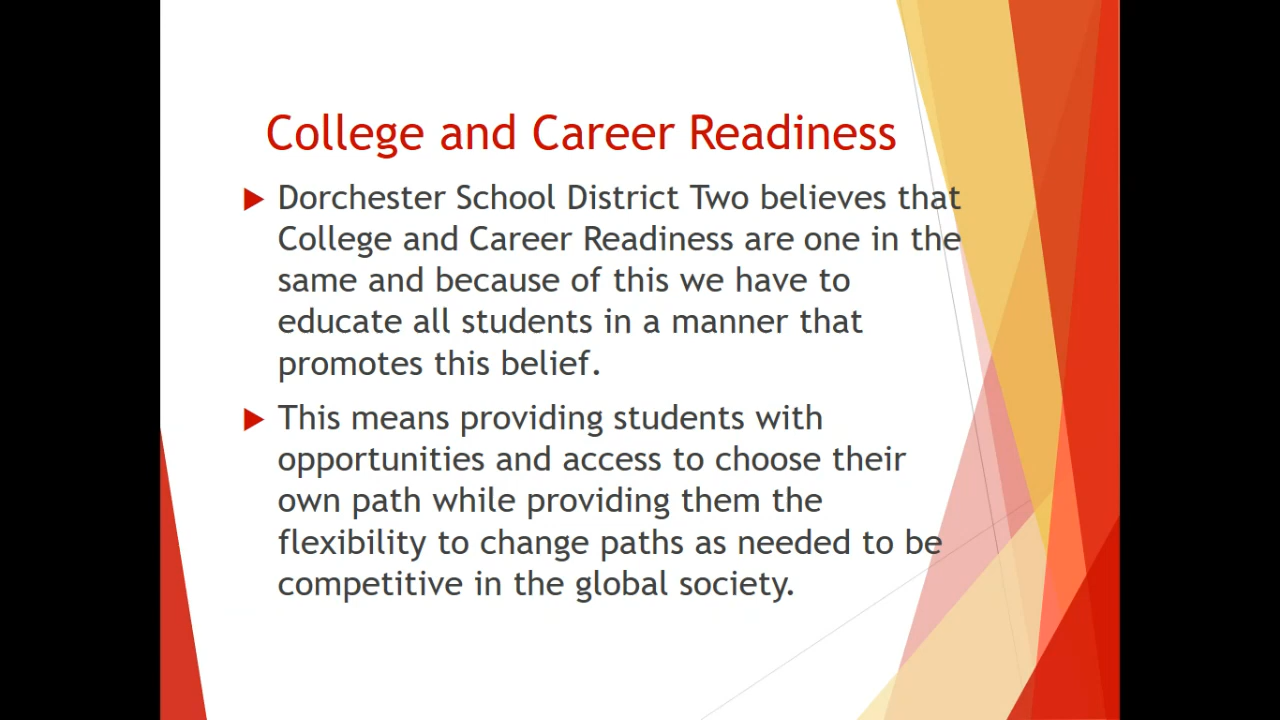 College and Career Readiness
Dorchester School District Two believes that
College and Career Readiness are one in the
same and because of this we have to
educate all students in a manner that
promotes this belief.
This means providing students with
opportunities and access to choose their
own path while providing them the
flexibility to change paths as needed to be
competitive in the global society.